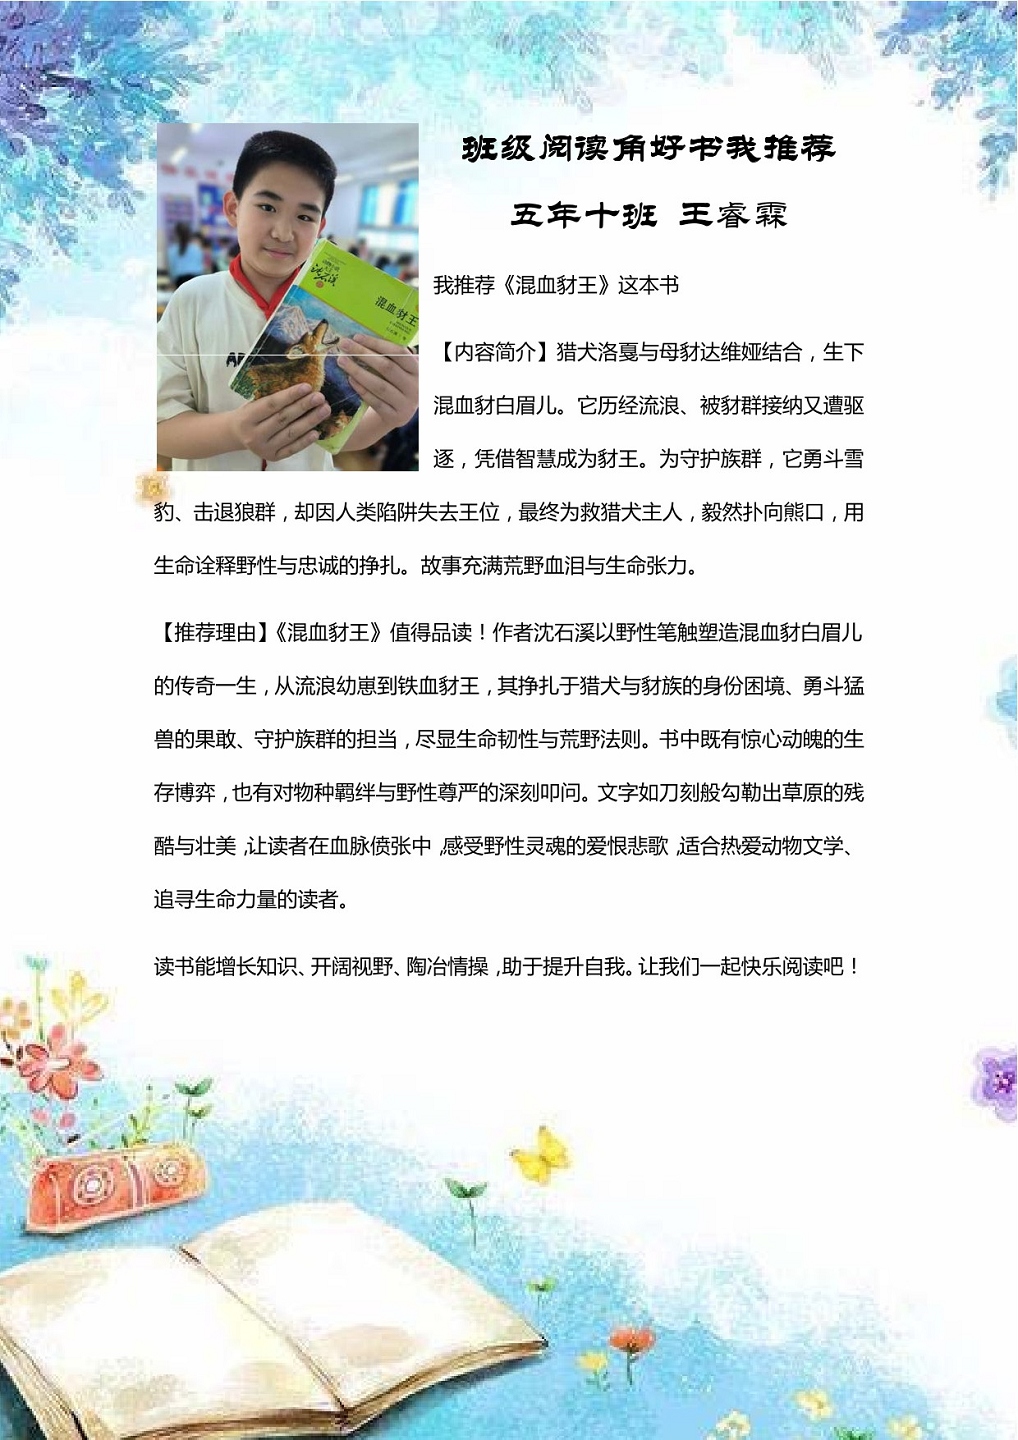 班级阅读角好书我推荐
五年十班 王睿霖
沈石溪
混血豺王
我推荐《混血豺王》这本书
【内容简介】猎犬洛戛与母豺达维娅结合，生下
混血豺白眉儿。它历经流浪、被豺群接纳又遭驱
逐，凭借智慧成为豺王。为守护族群，它勇斗雪
豹、击退狼群，却因人类陷阱失去王位，最终为救猎犬主人，毅然扑向熊口，用
生命诠释野性与忠诚的挣扎。故事充满荒野血泪与生命张力。
【推荐理由】《混血豺王》值得品读！作者沈石溪以野性笔触塑造混血豺白眉儿
的传奇一生，从流浪幼崽到铁血豺王，其挣扎于猎犬与豺族的身份困境、勇斗猛
兽的果敢、守护族群的担当，尽显生命韧性与荒野法则。书中既有惊心动魄的生
存博弈，也有对物种羁绊与野性尊严的深刻叩问。文字如刀刻般勾勒出草原的残
酷与壮美，让读者在血脉偾张中，感受野性灵魂的爱恨悲歌，适合热爱动物文学、
追寻生命力量的读者。
读书能增长知识、开阔视野、陶冶情操，助于提升自我。让我们一起快乐阅读吧！